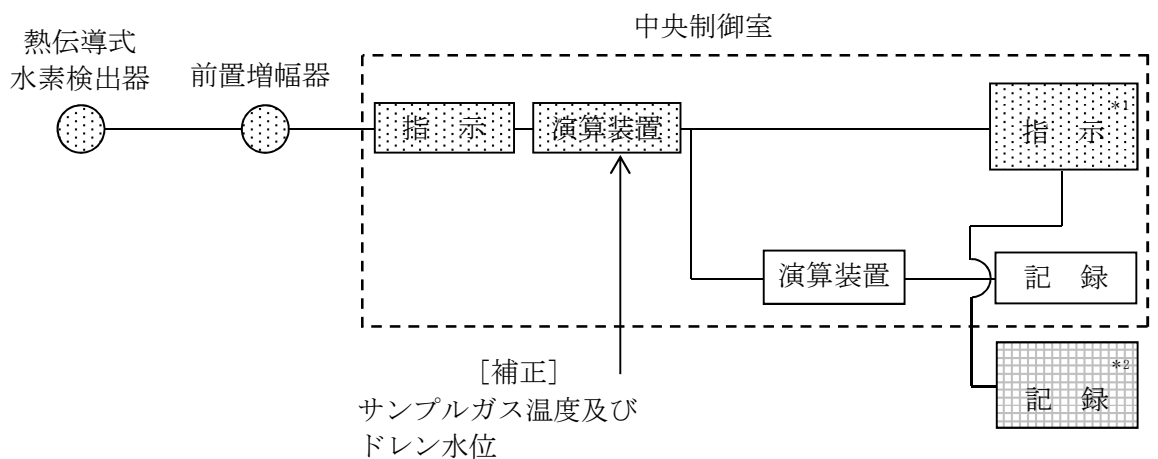 中央制御室
熱伝導式
水素検出器
前置増幅器
指　示
演算装置
*1
指　示
演算装置
記　録
*2
記　録
[補正]
サンプルガス温度及び
ドレン水位